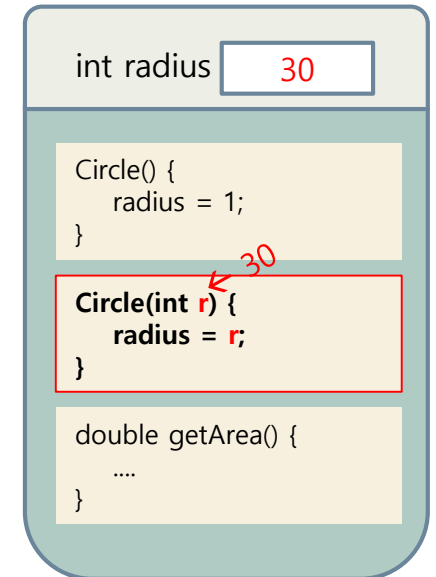 int radius 30
Circle() {
radius = 1;
}
30
Circle(int r) {
radius = r;
}
double getArea() {
....
}